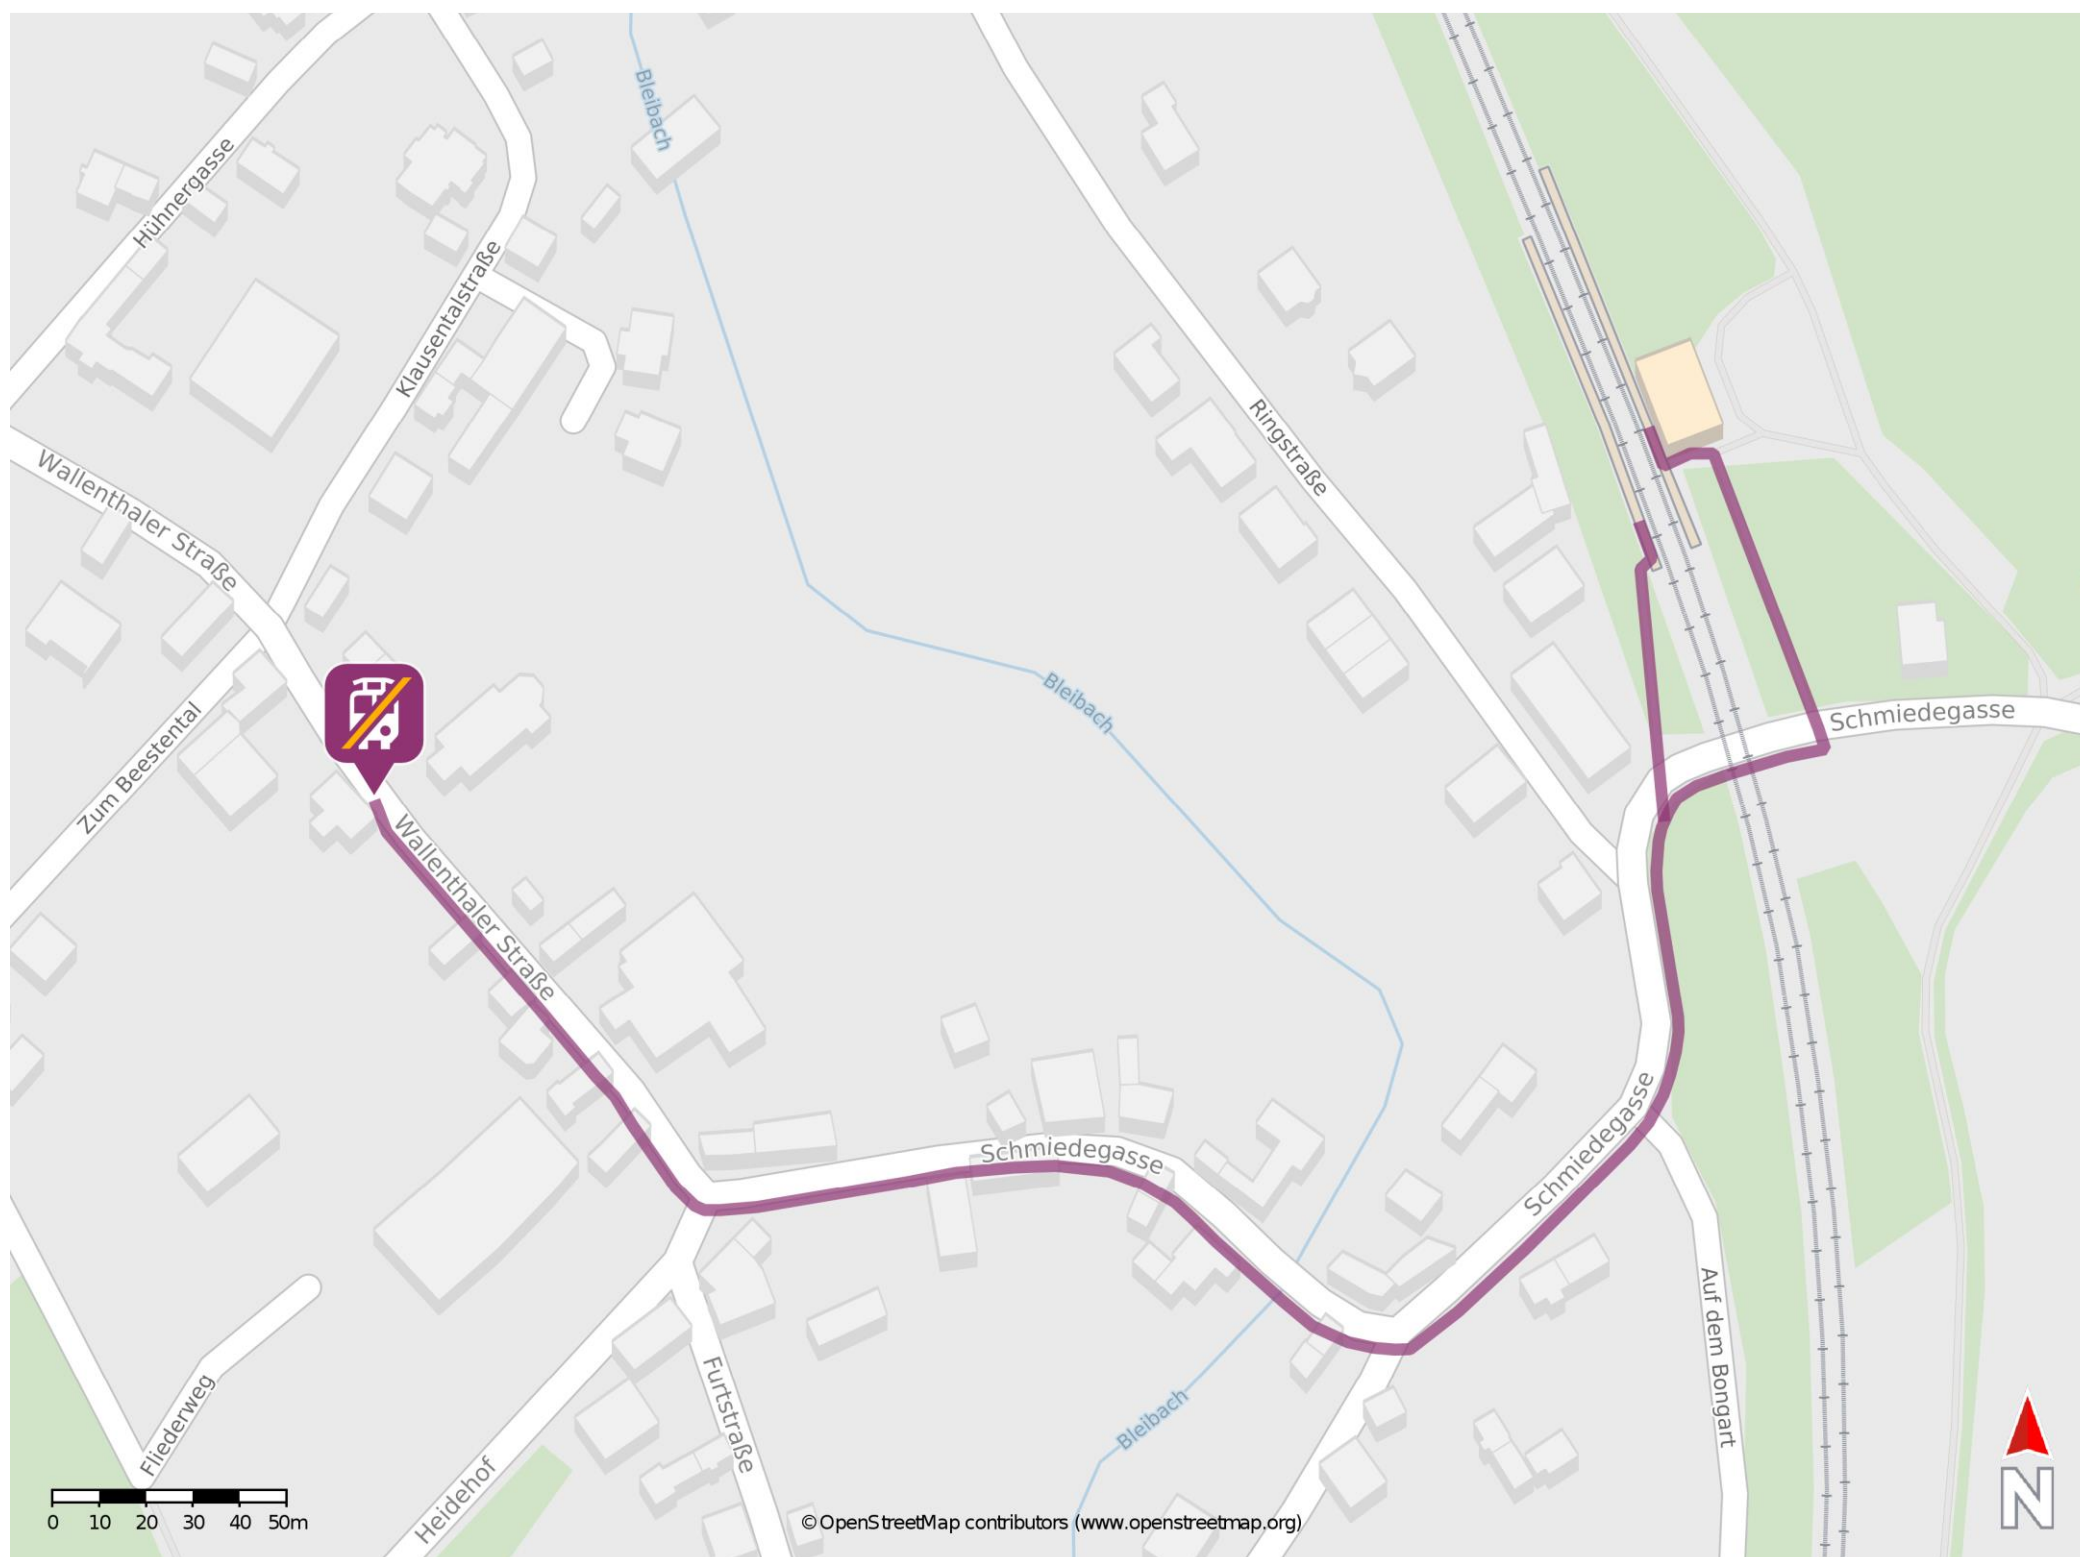 Bleibach
Hühnergasse
Klausentalstraße
Ringstraße
Wallenthaler Straße
Bleibach
Schmiedegasse
Zum Beestental
Wallenthaler Straße
Schmiedegasse
Schmiedegasse
Auf dem Bongart
Furtstraße
Fliederweg
Bleibach
Heidehof
N
0 10 20 30 40 50m
© OpenStreetMap contributors (www.openstreetmap.org)